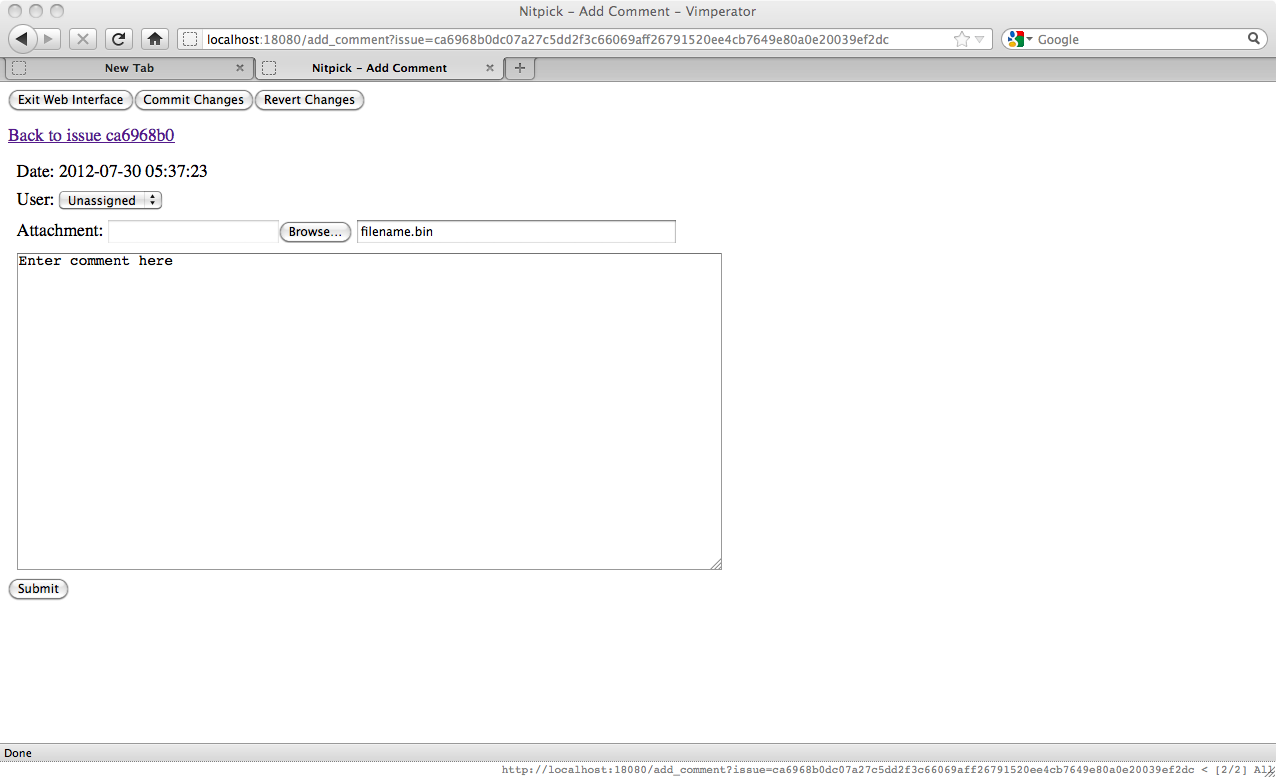 Nitpick – Add Comment – Vimperator
localhost:18080/add_comment?issue=ca6968b0dc07a27c5dd2f3c66069aff26791520ee4cb7649e80a0e20039ef2dc Google
New Tab Nitpick – Add Comment
Exit Web Interface Commit Changes Revert Changes
Back to issue ca6968b0
Date: 2012-07-30 05:37:23
User: Unassigned
Attachment: Browse... filename.bin
Enter comment here
Submit
Done
http://localhost:18080/add_comment?issue=ca6968b0dc07a27c5dd2f3c66069aff26791520ee4cb7649e80a0e20039ef2dc < [2/2] All